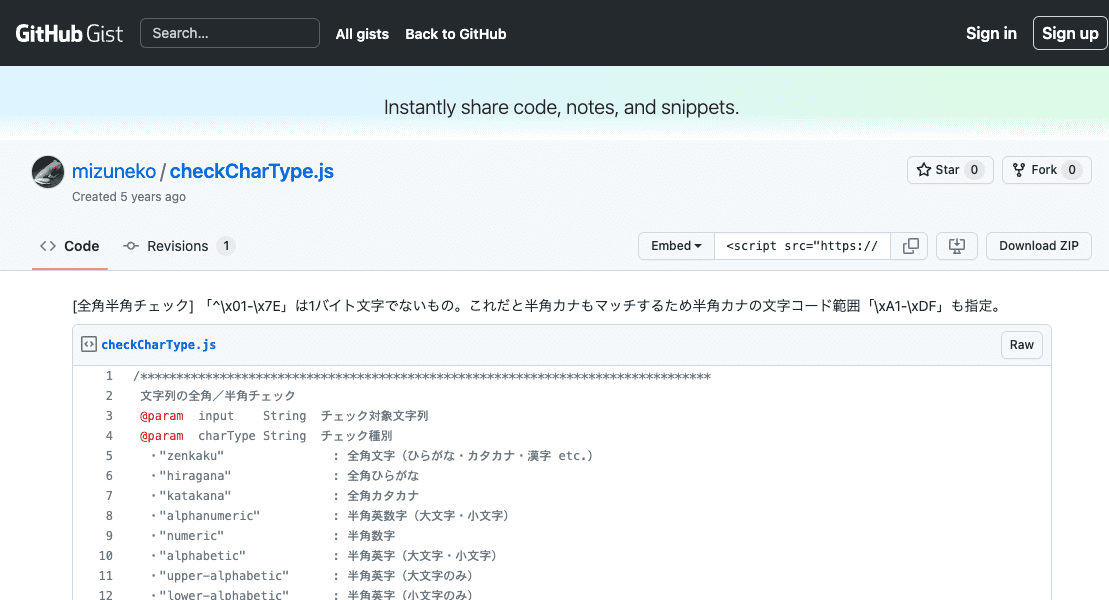 GitHub Gist Search... All gists Back to GitHub Sign in Sign up
Instantly share code, notes, and snippets.
mizuneko / checkCharType.js
Star 0 Fork 0
Created 5 years ago
Code Revisions 1 Embed <script src="https:// Download ZIP
[全角半角チェック] 「^\x01-\x7E」は1バイト文字でないもの。これだと半角カナもマッチするため半角カナの文字コード範囲「\xA1-\xDF」も指定。
checkCharType.js Raw
1 /*******************************************************************************
2 文字列の全角／半角チェック
3 @param input String チェック対象文字列
4 @param charType String チェック種別
5 ・"zenkaku" : 全角文字（ひらがな・カタカナ・漢字 etc.）
6 ・"hiragana" : 全角ひらがな
7 ・"katakana" : 全角カタカナ
8 ・"alphanumeric" : 半角英数字（大文字・小文字）
9 ・"numeric" : 半角数字
10 ・"alphabetic" : 半角英字（大文字・小文字）
11 ・"upper-alphabetic" : 半角英字（大文字のみ）
12 ・"lower-alphabetic" : 半角英字（小文字のみ）